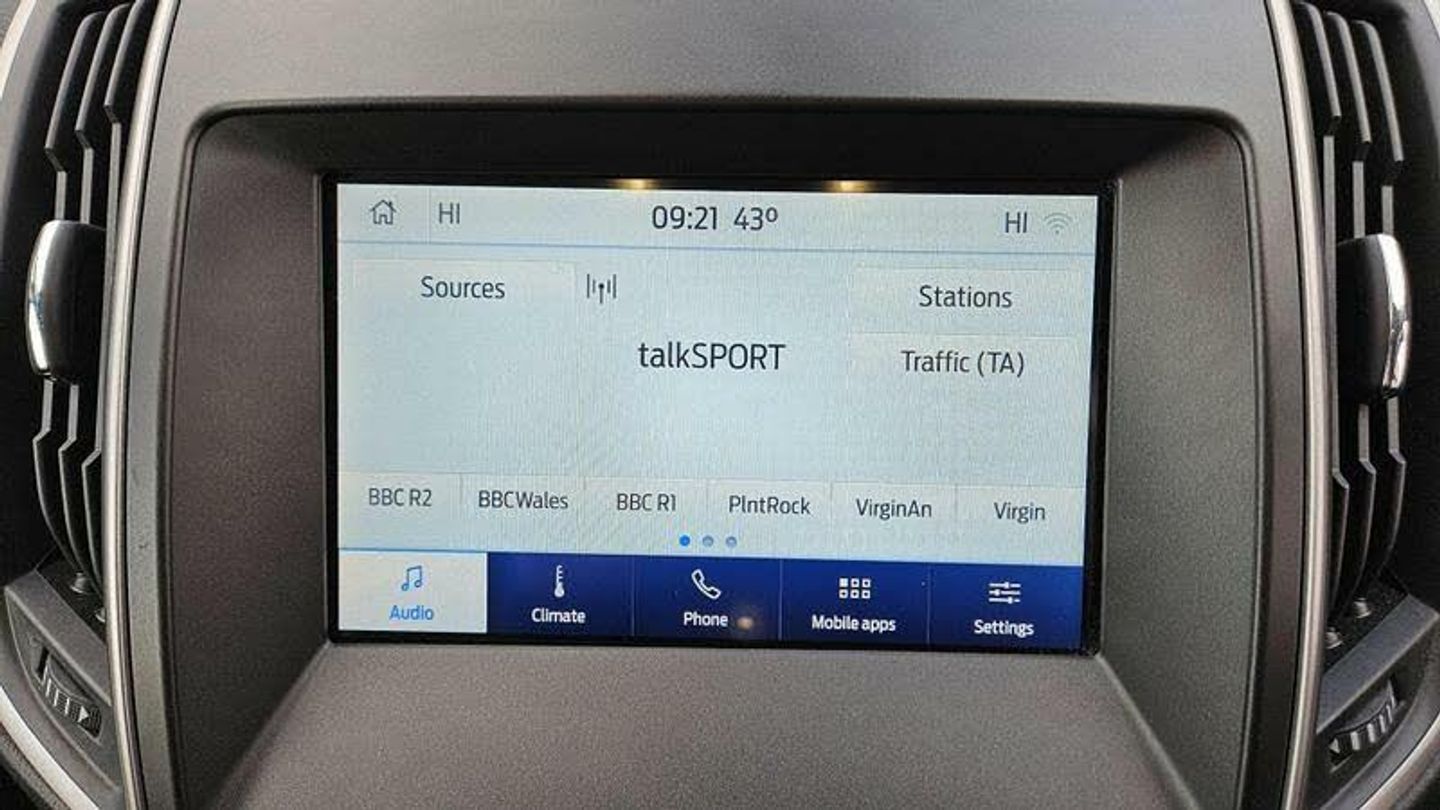 HI 09:21 43º HI
Sources
Stations
talkSPORT
Traffic (TA)
BBC R2 BBCWales BBC R1 PlntRock VirginAn Virgin
Audio Climate Phone Mobile apps Settings